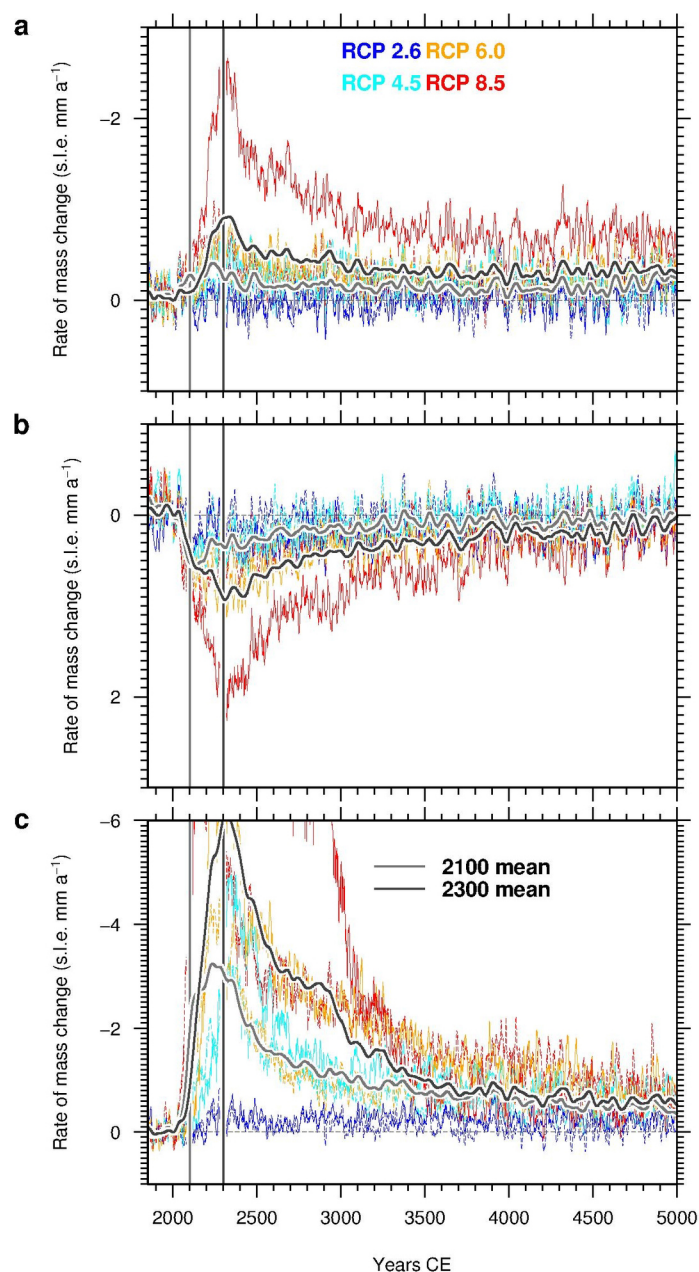 a
RCP 2.6 RCP 6.0
RCP 4.5 RCP 8.5
Rate of mass change (s.l.e. mm a⁻¹)
−2
0
b
Rate of mass change (s.l.e. mm a⁻¹)
0
2
c
Rate of mass change (s.l.e. mm a⁻¹)
−6
−4
−2
0
2100 mean
2300 mean
2000 2500 3000 3500 4000 4500 5000
Years CE